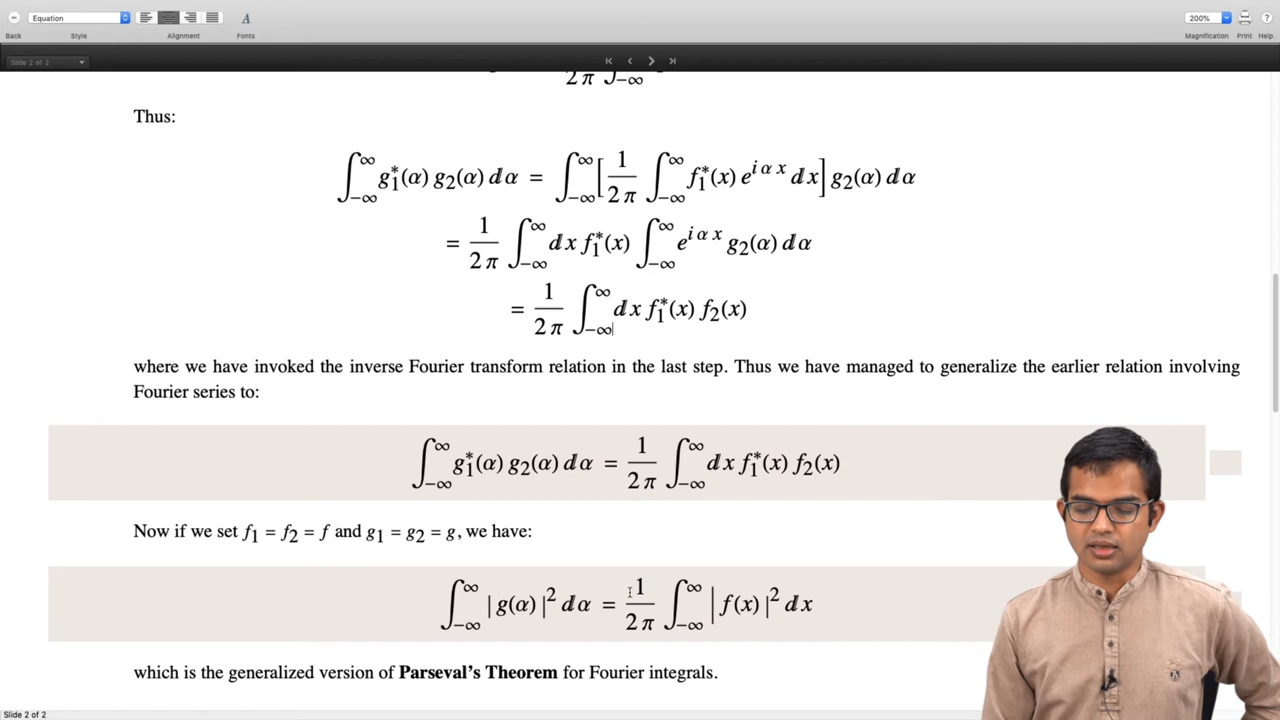 Equation
200%
Back
Style
Alignment
Fonts
Magnification
Print
Help
Slide 2 of 2
2 π ∫_{-∞}
Thus:
∫_{-∞}^{∞} g₁*(α) g₂(α) dα = ∫_{-∞}^{∞} [ 1/(2π) ∫_{-∞}^{∞} f₁*(x) e^{iαx} dx ] g₂(α) dα
= 1/(2π) ∫_{-∞}^{∞} dx f₁*(x) ∫_{-∞}^{∞} e^{iαx} g₂(α) dα
= 1/(2π) ∫_{-∞}^{∞} dx f₁*(x) f₂(x)
where we have invoked the inverse Fourier transform relation in the last step. Thus we have managed to generalize the earlier relation involving
Fourier series to:
∫_{-∞}^{∞} g₁*(α) g₂(α) dα = 1/(2π) ∫_{-∞}^{∞} dx f₁*(x) f₂(x)
Now if we set f₁ = f₂ = f and g₁ = g₂ = g, we have:
∫_{-∞}^{∞} | g(α) |² dα = 1/(2π) ∫_{-∞}^{∞} | f(x) |² dx
which is the generalized version of Parseval's Theorem for Fourier integrals.
Slide 2 of 2